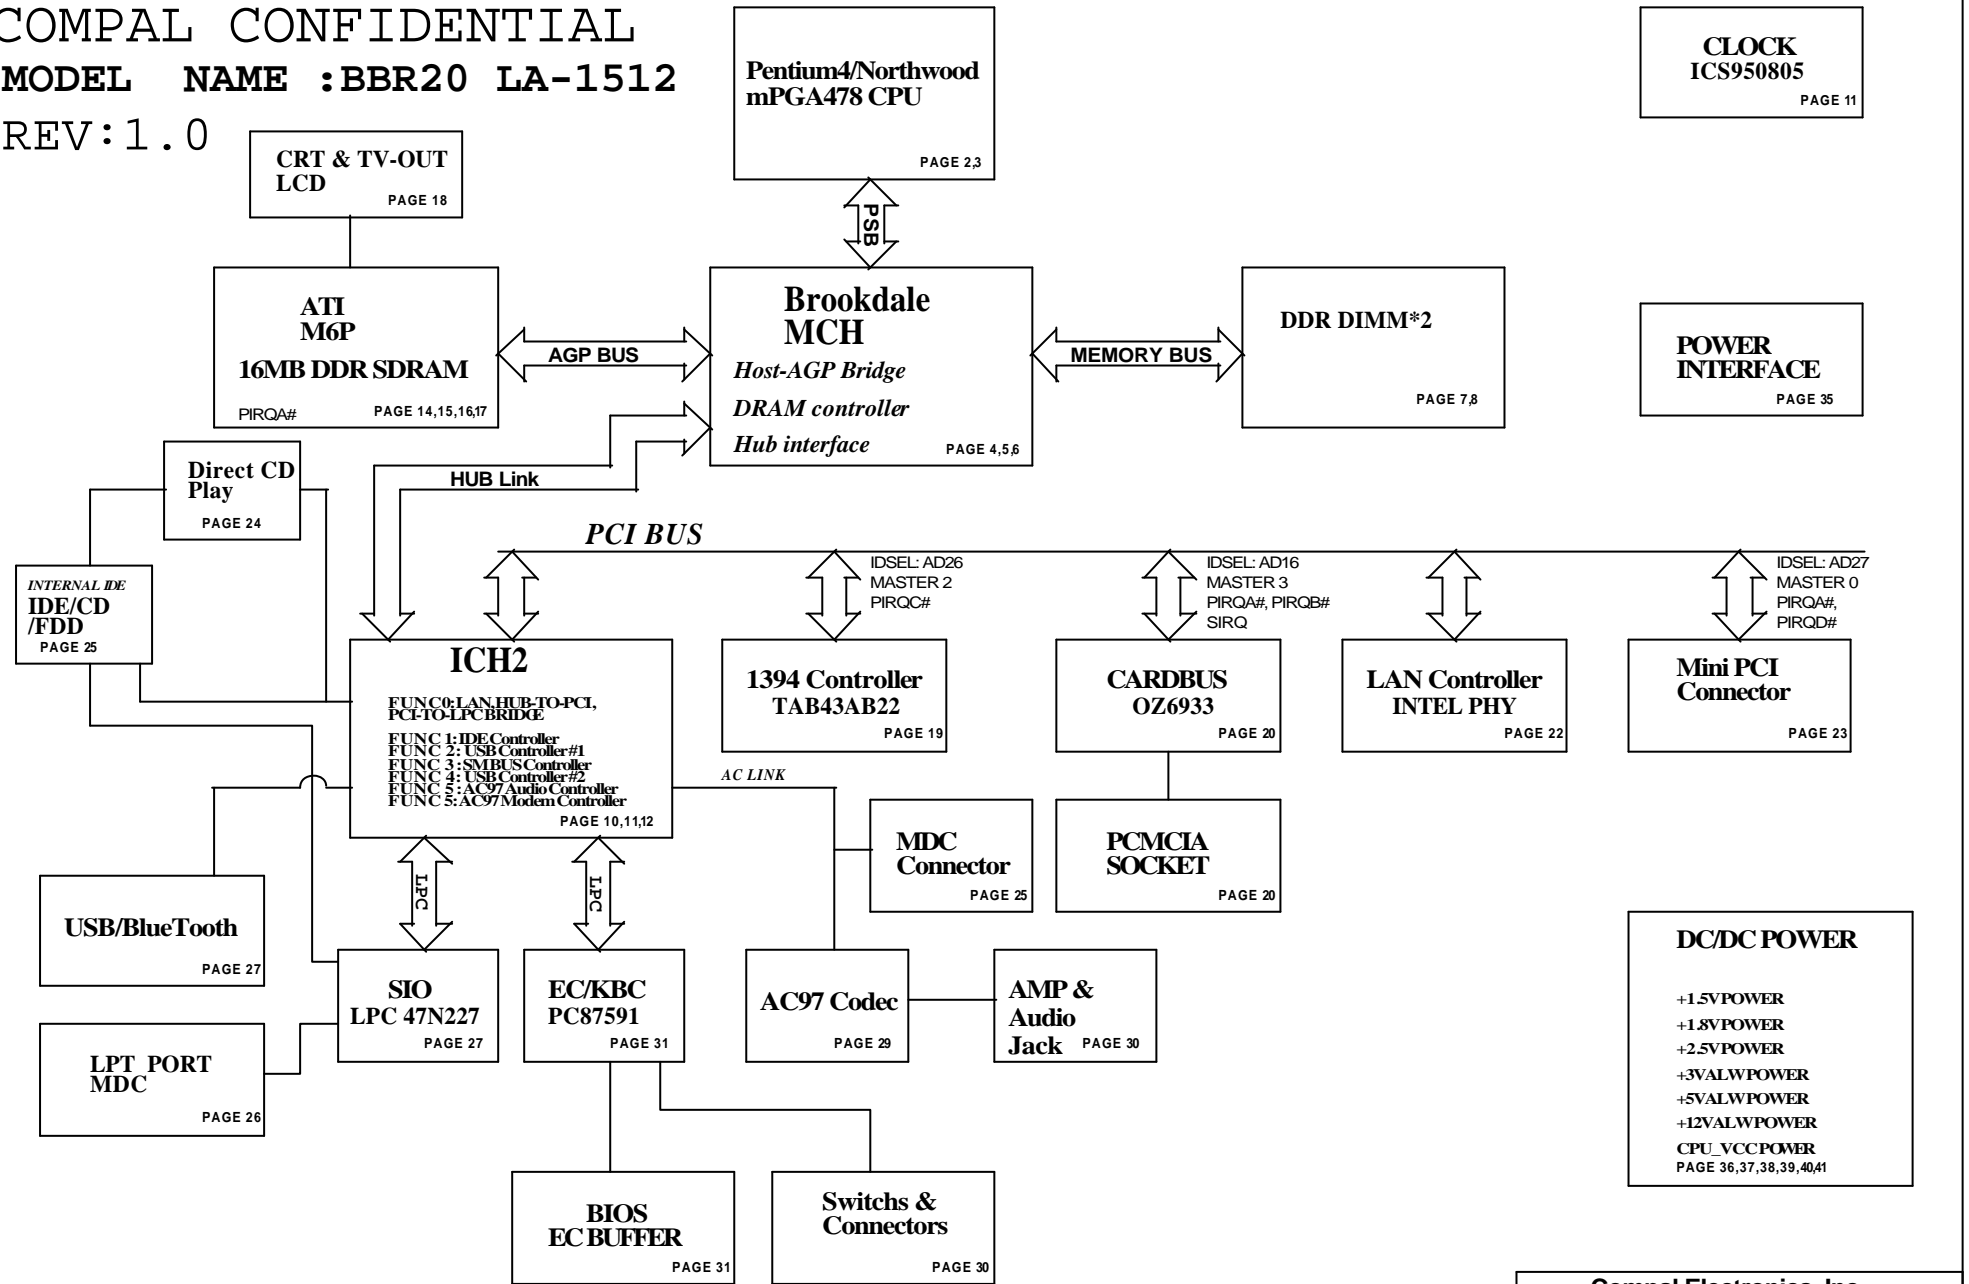 COMPAL CONFIDENTIAL
MODEL NAME :BBR20 LA-1512
REV:1.0
Pentium4/Northwood
mPGA478 CPU
PAGE 2,3
CLOCK
ICS950805
PAGE 11
CRT & TV-OUT
LCD
PAGE 18
PSB
ATI
M6P
16MB DDR SDRAM
PIRQA#
PAGE 14,15,16,17
AGP BUS
Brookdale
MCH
Host-AGP Bridge
DRAM controller
Hub interface
PAGE 4,5,6
MEMORY BUS
DDR DIMM*2
PAGE 7,8
POWER
INTERFACE
PAGE 35
Direct CD
Play
PAGE 24
HUB Link
PCI BUS
INTERNAL IDE
IDE/CD
/FDD
PAGE 25
IDSEL: AD26
MASTER 2
PIRQC#
IDSEL: AD16
MASTER 3
PIRQA#, PIRQB#
SIRQ
IDSEL: AD27
MASTER 0
PIRQA#,
PIRQD#
ICH2
FUNC0: LAN,HUB-TO-PCI,
PCI-TO-LPC BRIDGE
FUNC 1: IDE Controller
FUNC 2: USB Controller #1
FUNC 3 : SMBUS Controller
FUNC 4: USB Controller #2
FUNC 5 : AC97 Audio Controller
FUNC 5: AC97 Modem Controller
PAGE 10,11,12
1394 Controller
TAB43AB22
PAGE 19
CARDBUS
OZ6933
PAGE 20
LAN Controller
INTEL PHY
PAGE 22
Mini PCI
Connector
PAGE 23
AC LINK
MDC
Connector
PAGE 25
PCMCIA
SOCKET
PAGE 20
USB/BlueTooth
PAGE 27
LPC
LPC
SIO
LPC 47N227
PAGE 27
EC/KBC
PC87591
PAGE 31
AC97 Codec
PAGE 29
AMP &
Audio
Jack PAGE 30
DC/DC POWER
+1.5VPOWER
+1.8VPOWER
+2.5VPOWER
+3VALWPOWER
+5VALWPOWER
+12VALWPOWER
CPU_VCC POWER
PAGE 36,37,38,39,40,41
LPT PORT
MDC
PAGE 26
BIOS
EC BUFFER
PAGE 31
Switchs &
Connectors
PAGE 30
Compal Electronics, Inc.